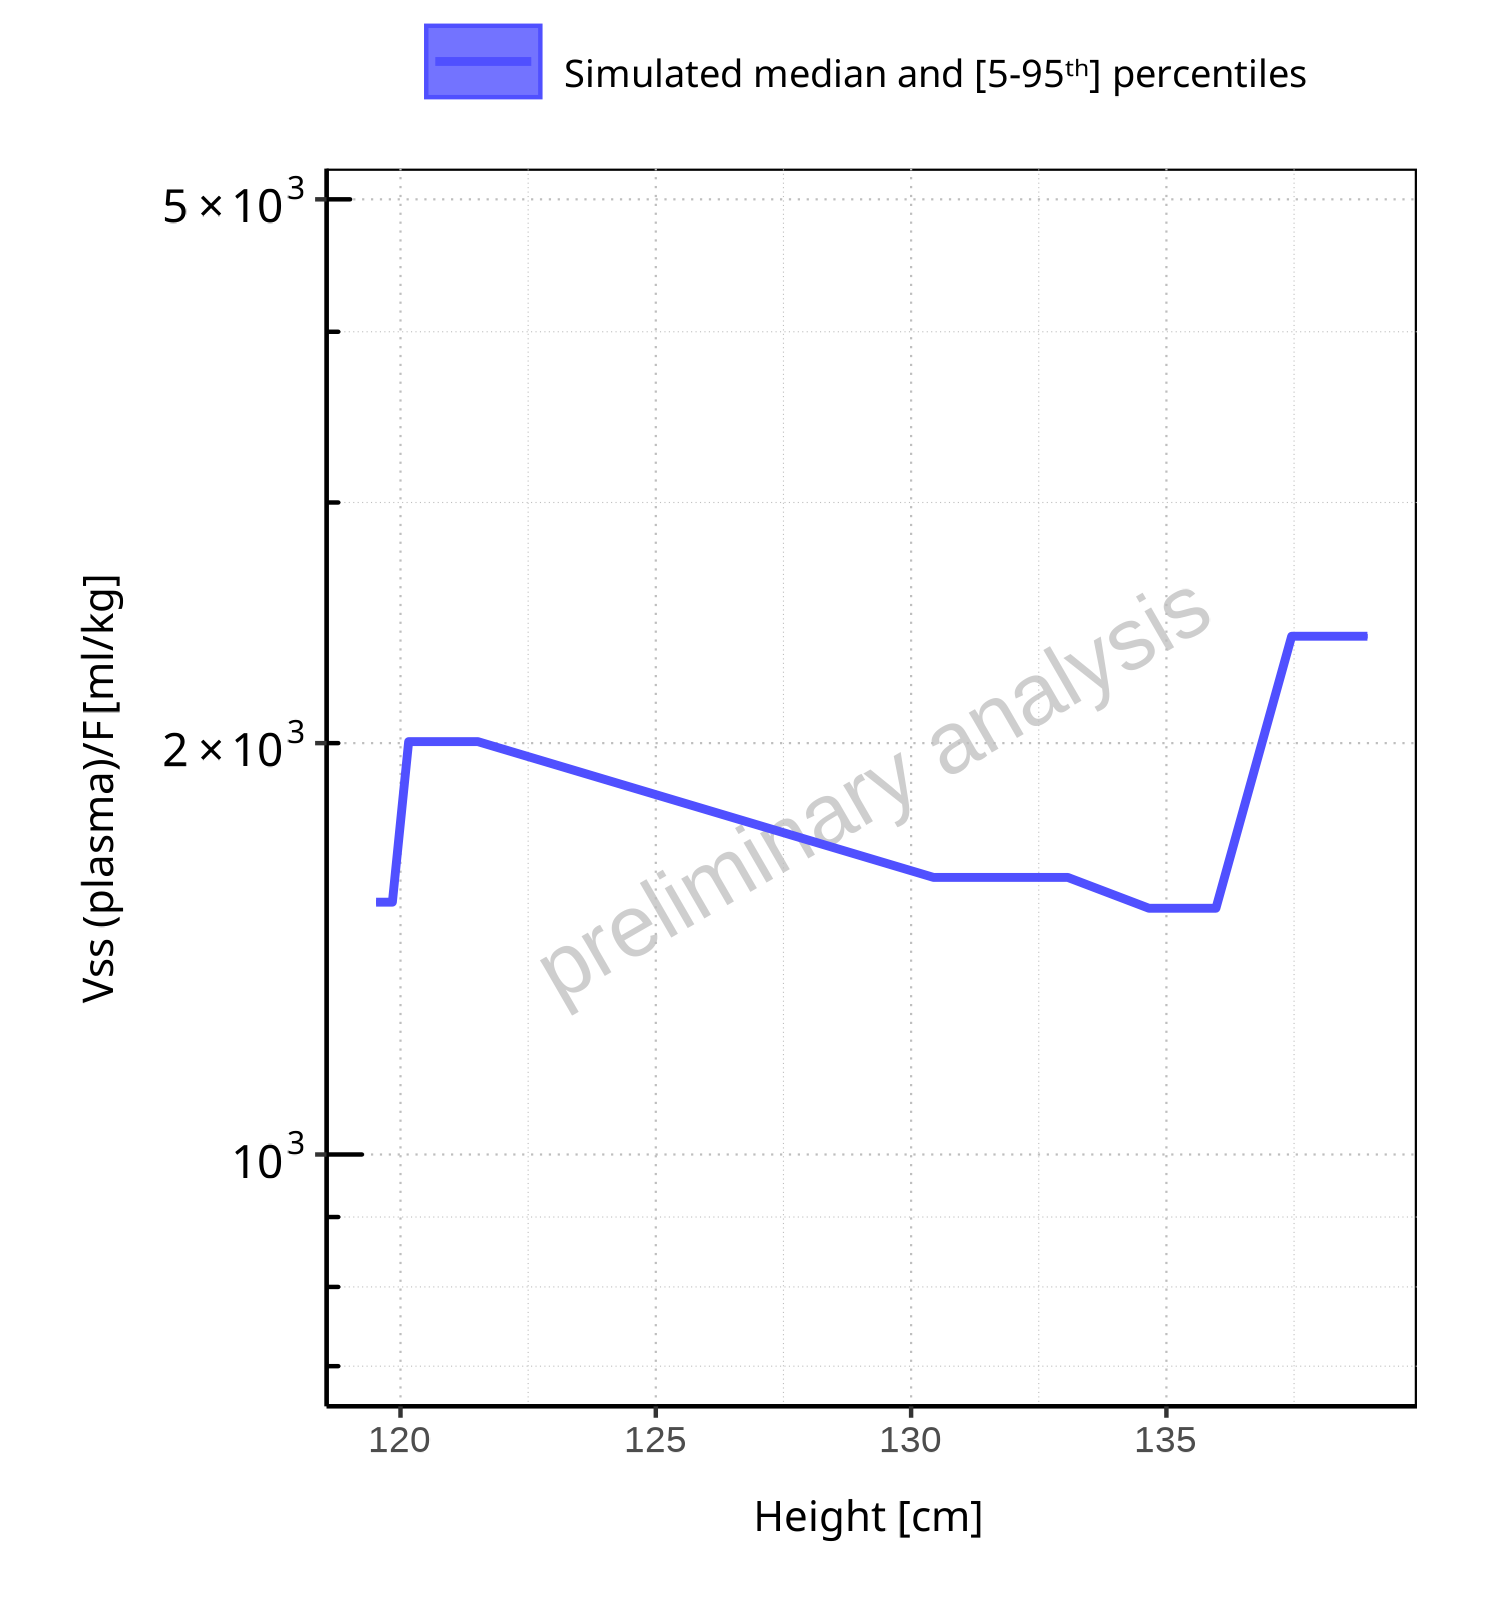 Simulated median and [5-95ᵗʰ] percentiles
5 × 10³
2 × 10³
10³
Vss (plasma)/F[ml/kg]
preliminary analysis
120 125 130 135
Height [cm]